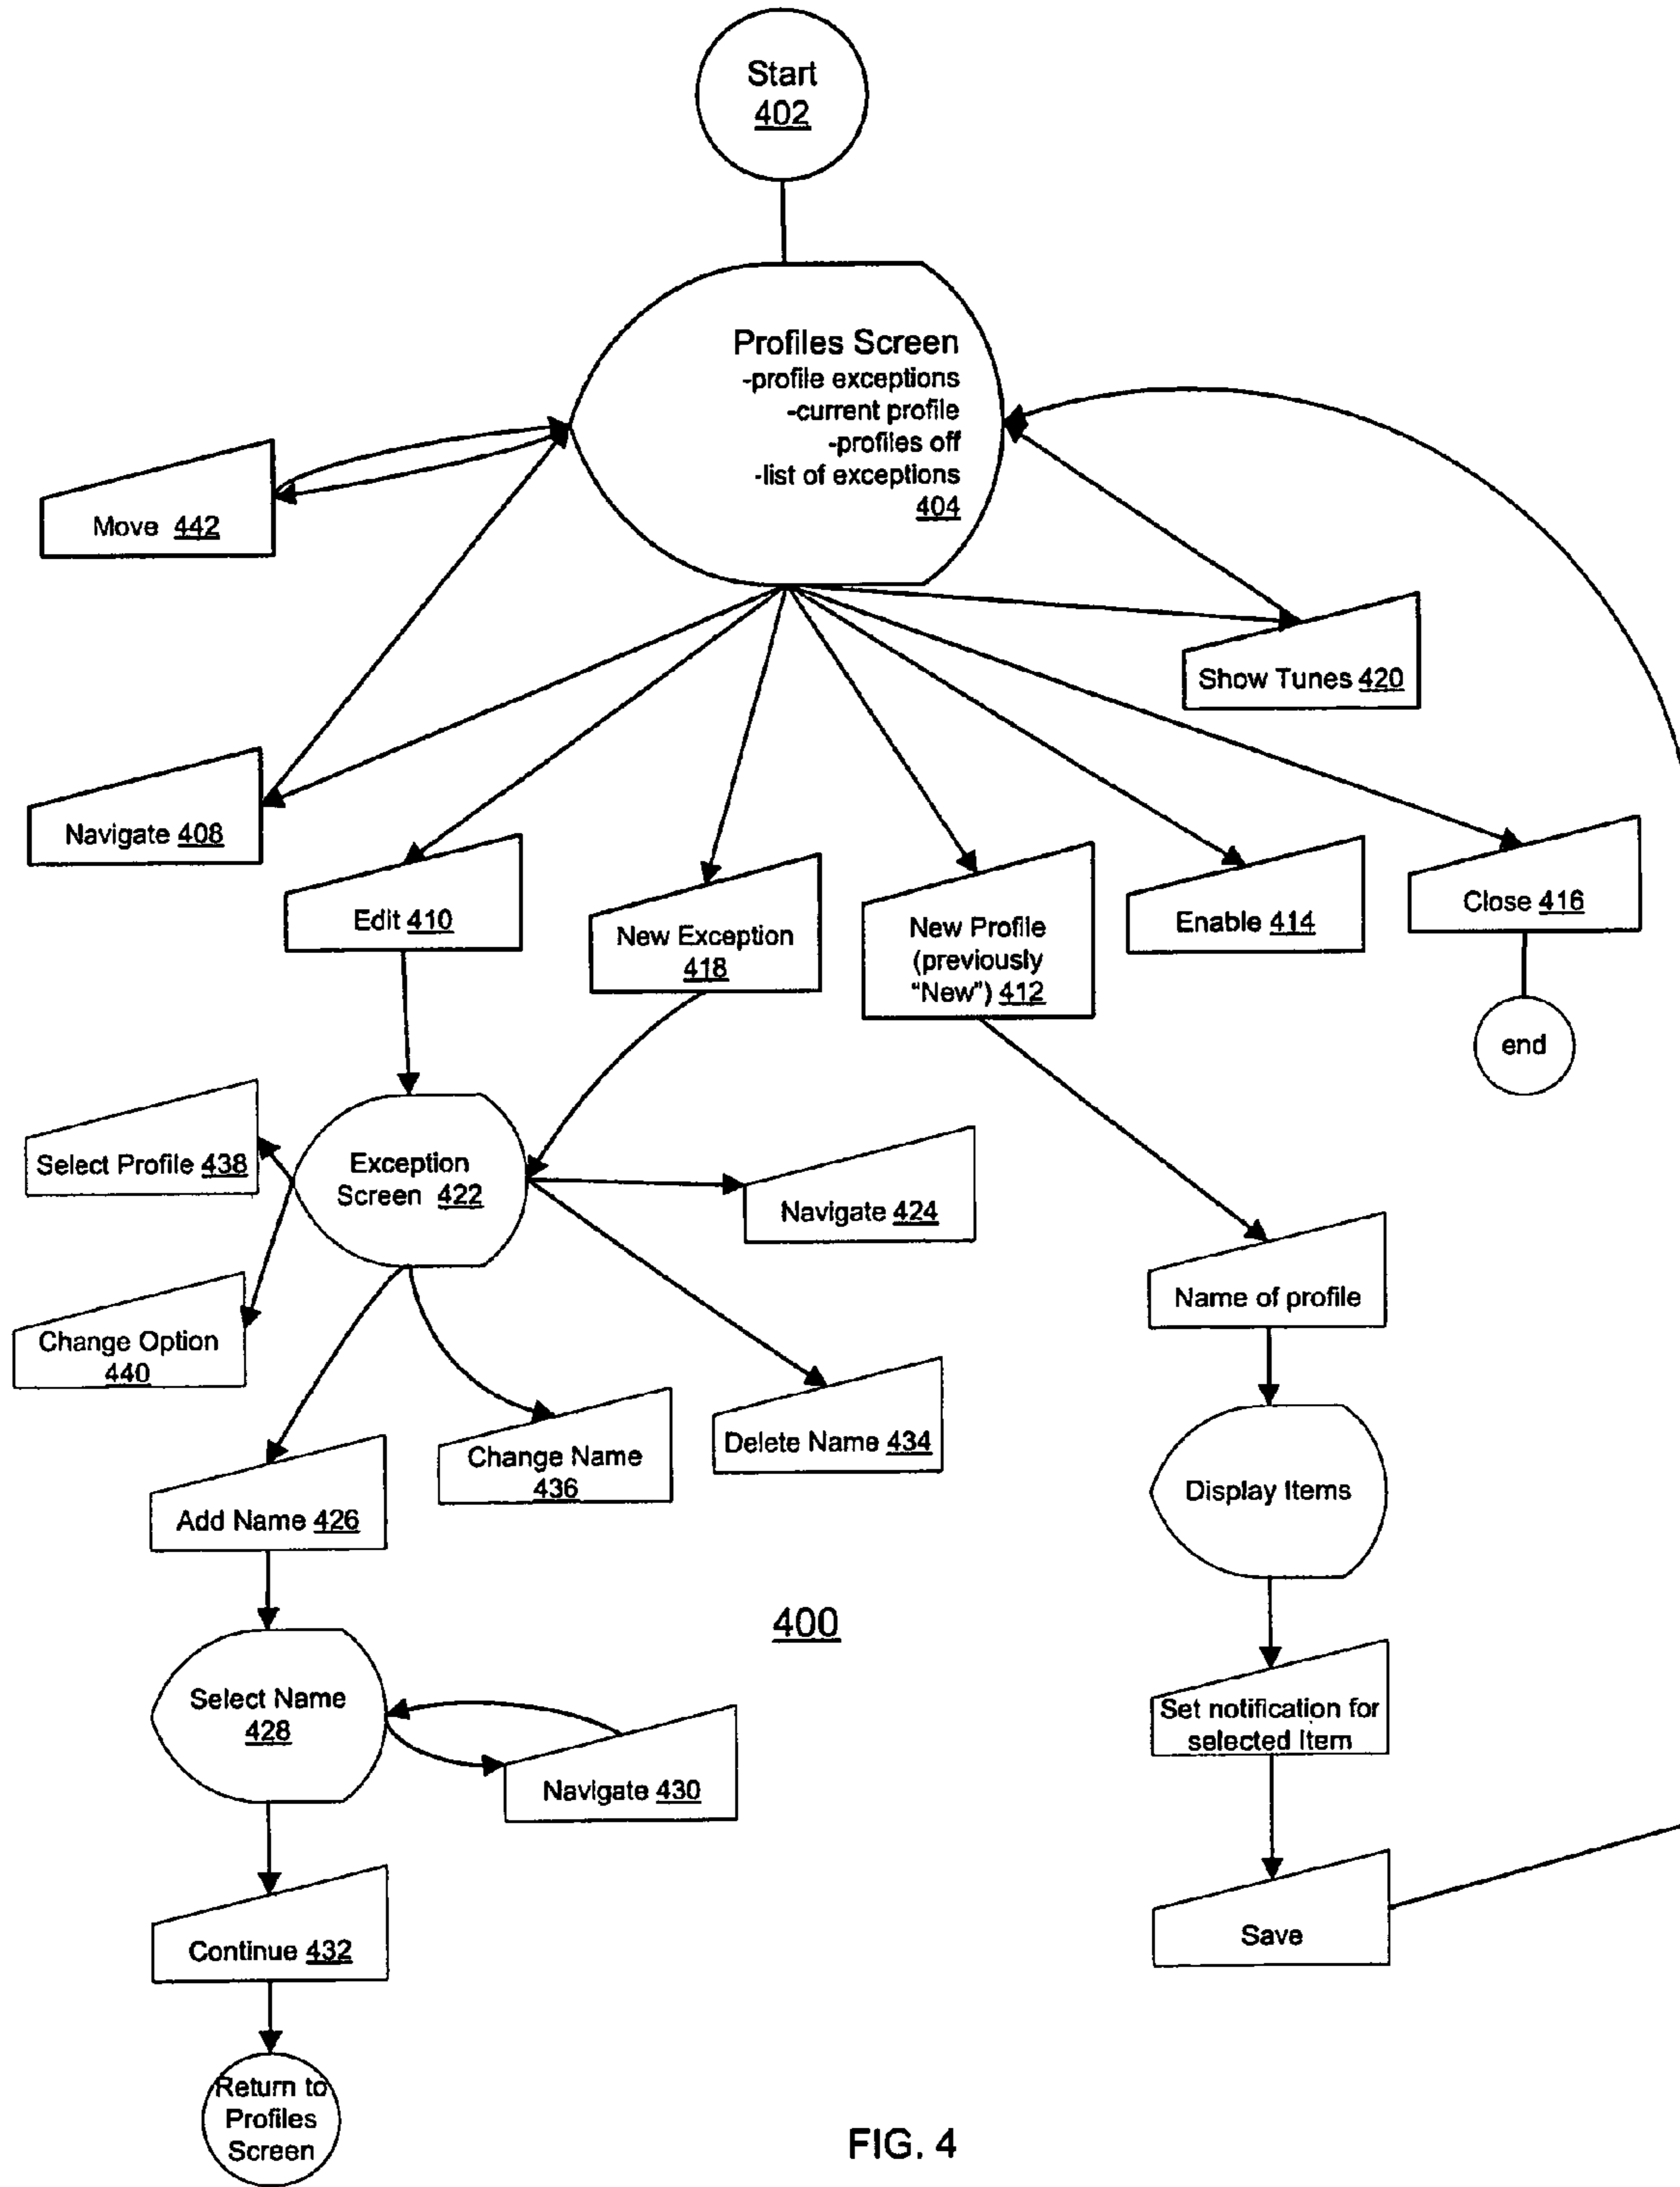 Start
402
Profiles Screen
-profile exceptions
-current profile
-profiles off
-list of exceptions
404
Move 442
Show Tunes 420
Navigate 408
Edit 410
New Exception
418
New Profile
(previously
"New") 412
Enable 414
Close 416
end
Select Profile 438
Exception
Screen 422
Navigate 424
Name of profile
Change Option
440
Change Name
436
Delete Name 434
Add Name 426
Display Items
400
Select Name
428
Navigate 430
Set notification for
selected Item
Continue 432
Save
Return to
Profiles
Screen
FIG. 4